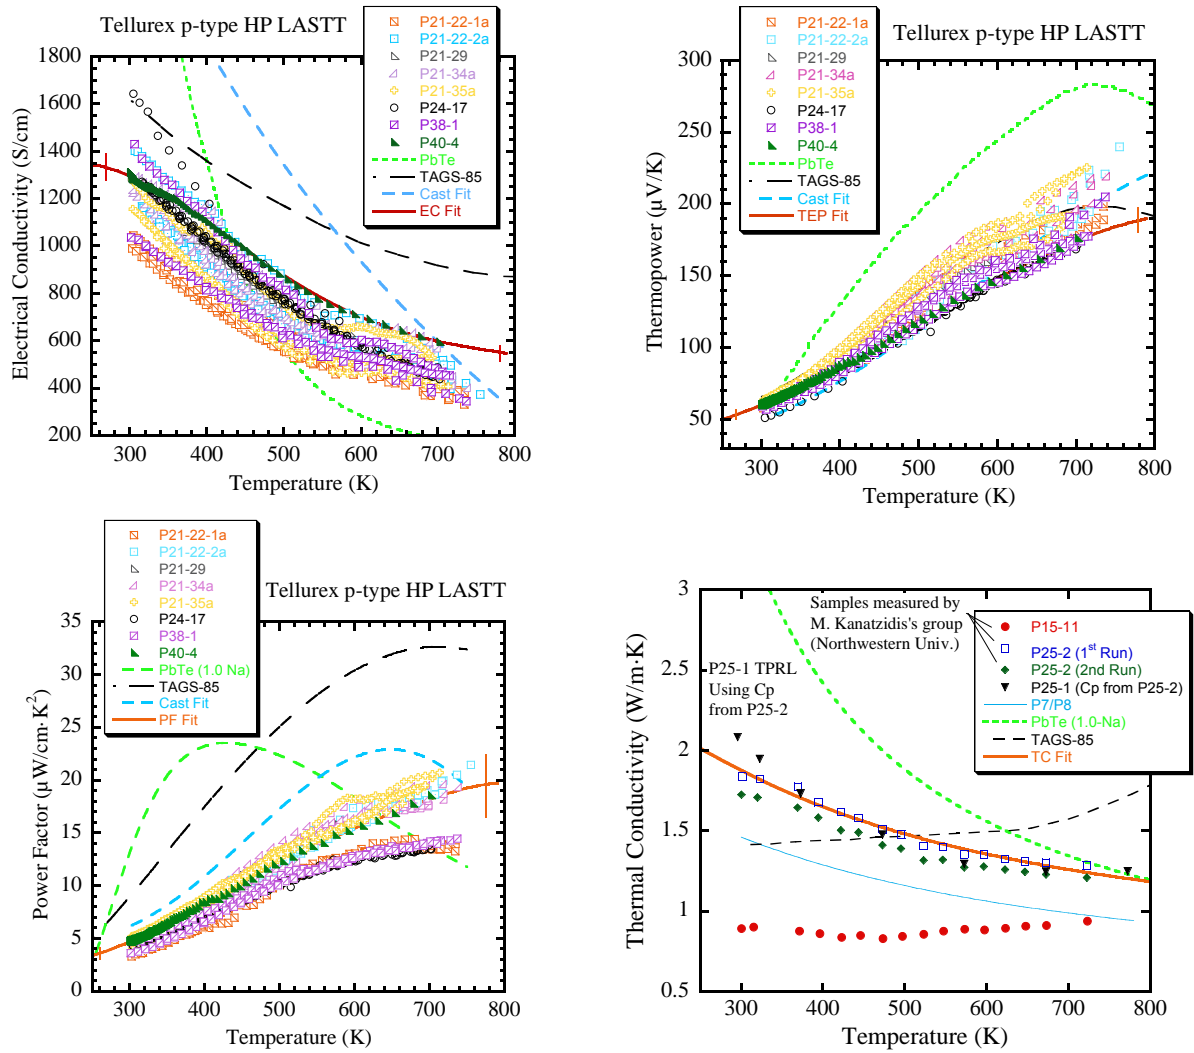 Tellurex p-type HP LASTT
P21-22-1a
P21-22-2a
P21-29
P21-34a
P21-35a
P24-17
P38-1
P40-4
PbTe
TAGS-85
Cast Fit
EC Fit
Electrical Conductivity (S/cm)
1800
1600
1400
1200
1000
800
600
400
200
300 400 500 600 700 800
Temperature (K)
Tellurex p-type HP LASTT
P21-22-1a
P21-22-2a
P21-29
P21-34a
P21-35a
P24-17
P38-1
P40-4
PbTe
TAGS-85
Cast Fit
TEP Fit
Thermopower (µV/K)
300
250
200
150
100
50
300 400 500 600 700 800
Temperature (K)
P21-22-1a
P21-22-2a
P21-29
P21-34a
P21-35a
P24-17
P38-1
P40-4
PbTe (1.0 Na)
TAGS-85
Cast Fit
PF Fit
Tellurex p-type HP LASTT
Power Factor (µW/cm·K²)
35
30
25
20
15
10
5
0
300 400 500 600 700 800
Temperature (K)
Samples measured by
M. Kanatzidis's group
(Northwestern Univ.)
P25-1 TPRL
Using Cp
from P25-2
P15-11
P25-2 (1st Run)
P25-2 (2nd Run)
P25-1 (Cp from P25-2)
P7/P8
PbTe (1.0-Na)
TAGS-85
TC Fit
Thermal Conductivity (W/m·K)
3
2.5
2
1.5
1
0.5
300 400 500 600 700 800
Temperature (K)